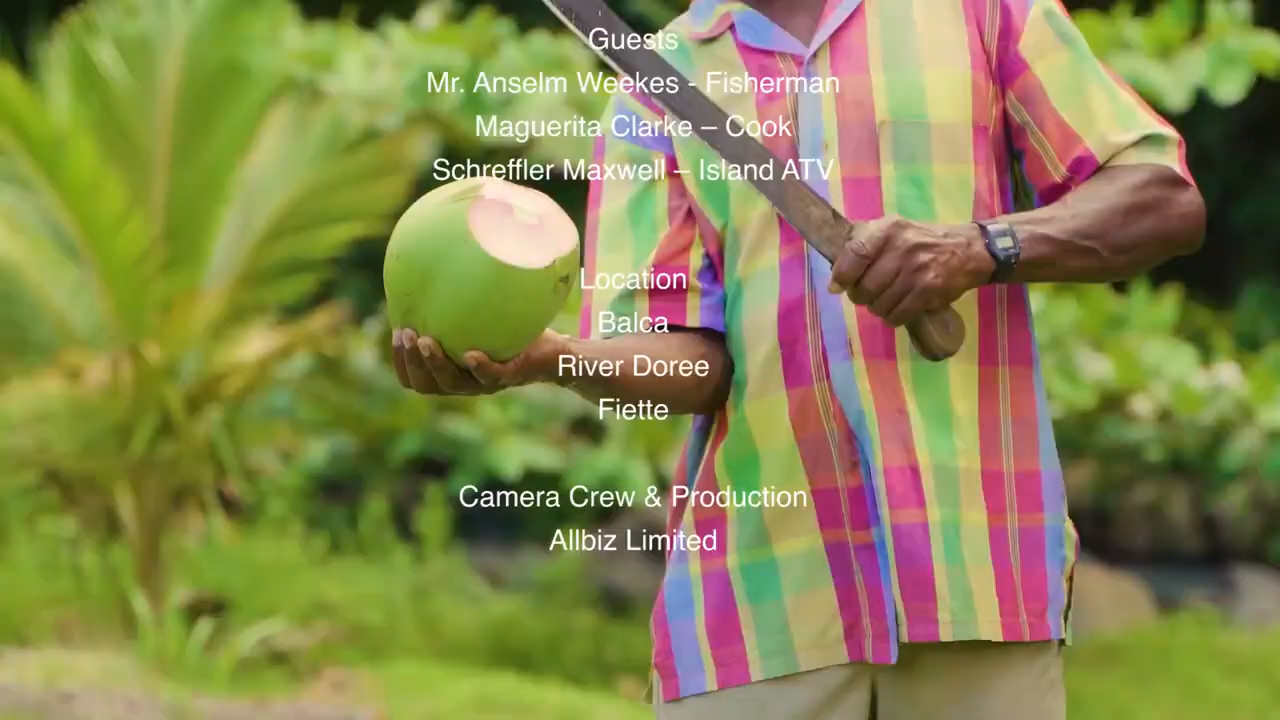 Guests
Mr. Anselm Weekes - Fisherman
Maguerita Clarke – Cook
Schreffler Maxwell – Island ATV
Location
Balca
River Doree
Fiette
Camera Crew & Production
Allbiz Limited